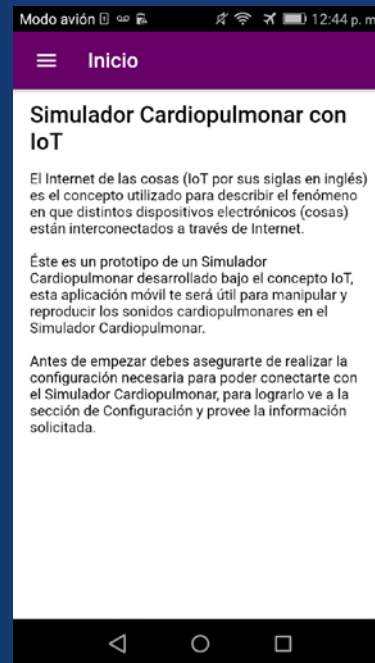 Modo avión 12:44 p. m
Inicio
Simulador Cardiopulmonar con
IoT
El Internet de las cosas (IoT por sus siglas en inglés)
es el concepto utilizado para describir el fenómeno
en que distintos dispositivos electrónicos (cosas)
están interconectados a través de Internet.
Éste es un prototipo de un Simulador
Cardiopulmonar desarrollado bajo el concepto IoT,
esta aplicación móvil te será útil para manipular y
reproducir los sonidos cardiopulmonares en el
Simulador Cardiopulmonar.
Antes de empezar debes asegurarte de realizar la
configuración necesaria para poder conectarte con
el Simulador Cardiopulmonar, para lograrlo ve a la
sección de Configuración y provee la información
solicitada.